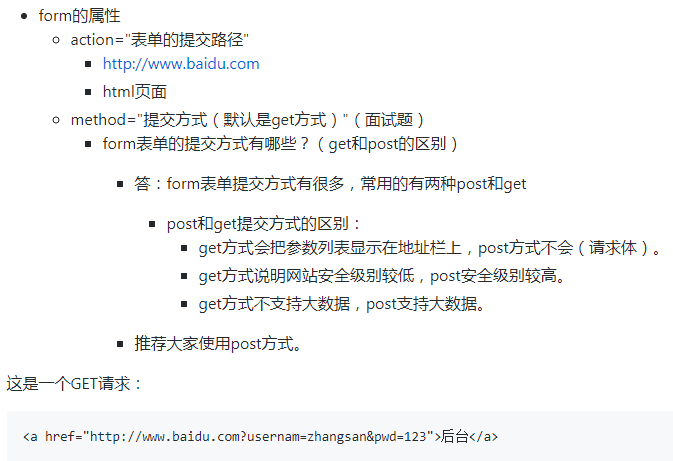 form的属性
action="表单的提交路径"
http://www.baidu.com
html页面
method="提交方式（默认是get方式）"（面试题）
form表单的提交方式有哪些？（get和post的区别）
答：form表单提交方式有很多，常用的有两种post和get
post和get提交方式的区别：
get方式会把参数列表显示在地址栏上，post方式不会（请求体）。
get方式说明网站安全级别较低，post安全级别较高。
get方式不支持大数据，post支持大数据。
推荐大家使用post方式。
这是一个GET请求：
<a href="http://www.baidu.com?usernam=zhangsan&pwd=123">后台</a>